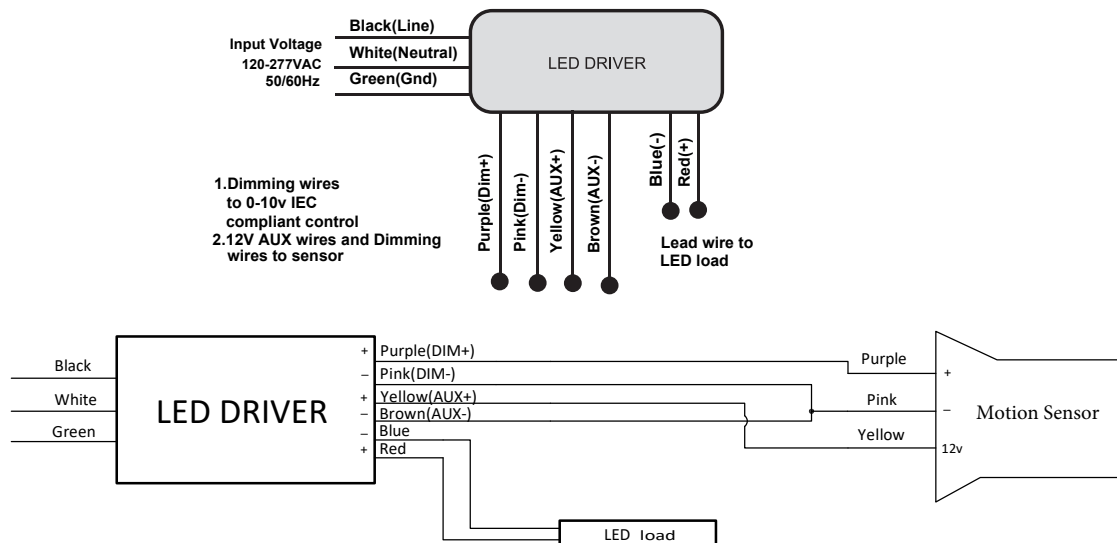 Input Voltage
120-277VAC
50/60Hz
Black(Line)
White(Neutral)
Green(Gnd)
LED DRIVER
Purple(Dim+)
Pink(Dim-)
Yellow(AUX+)
Brown(AUX-)
Blue(-)
Red(+)
1.Dimming wires
to 0-10v IEC
compliant control
2.12V AUX wires and Dimming
wires to sensor
Lead wire to
LED load
Black
White
Green
LED DRIVER
+ Purple(DIM+)
– Pink(DIM-)
+ Yellow(AUX+)
– Brown(AUX-)
– Blue
+ Red
Purple
Pink
Yellow
+
–
12v
Motion Sensor
LED load